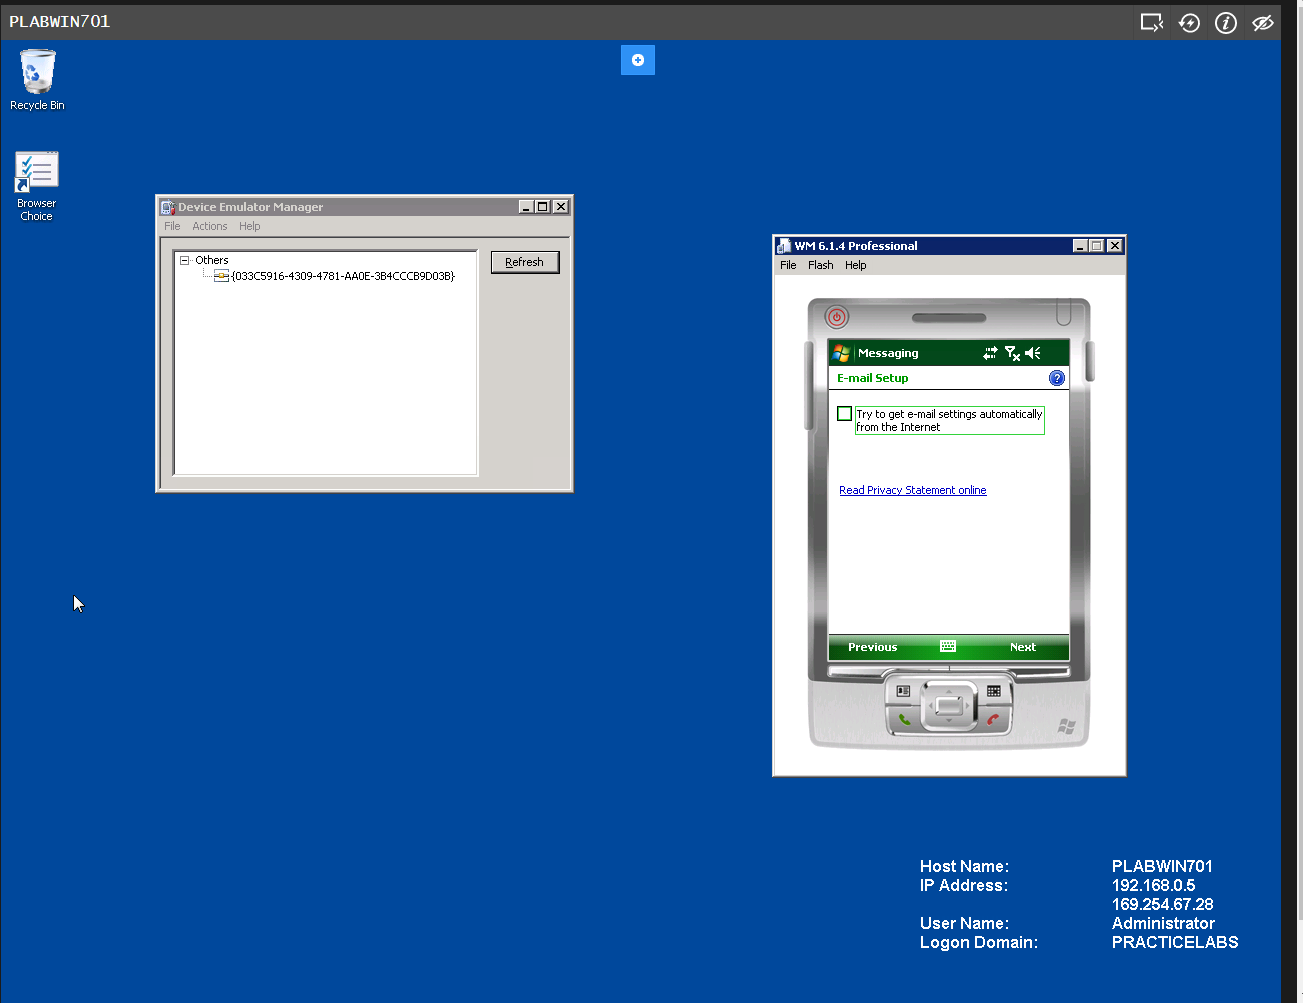 PLABWIN701
Recycle Bin
Browser
Choice
Device Emulator Manager
File Actions Help
Others
{033C5916-4309-4781-AA0E-3B4CCCB9D03B}
Refresh
WM 6.1.4 Professional
File Flash Help
Messaging
E-mail Setup
Try to get e-mail settings automatically
from the Internet
Read Privacy Statement online
Previous Next
Host Name: PLABWIN701
IP Address: 192.168.0.5
169.254.67.28
User Name: Administrator
Logon Domain: PRACTICELABS